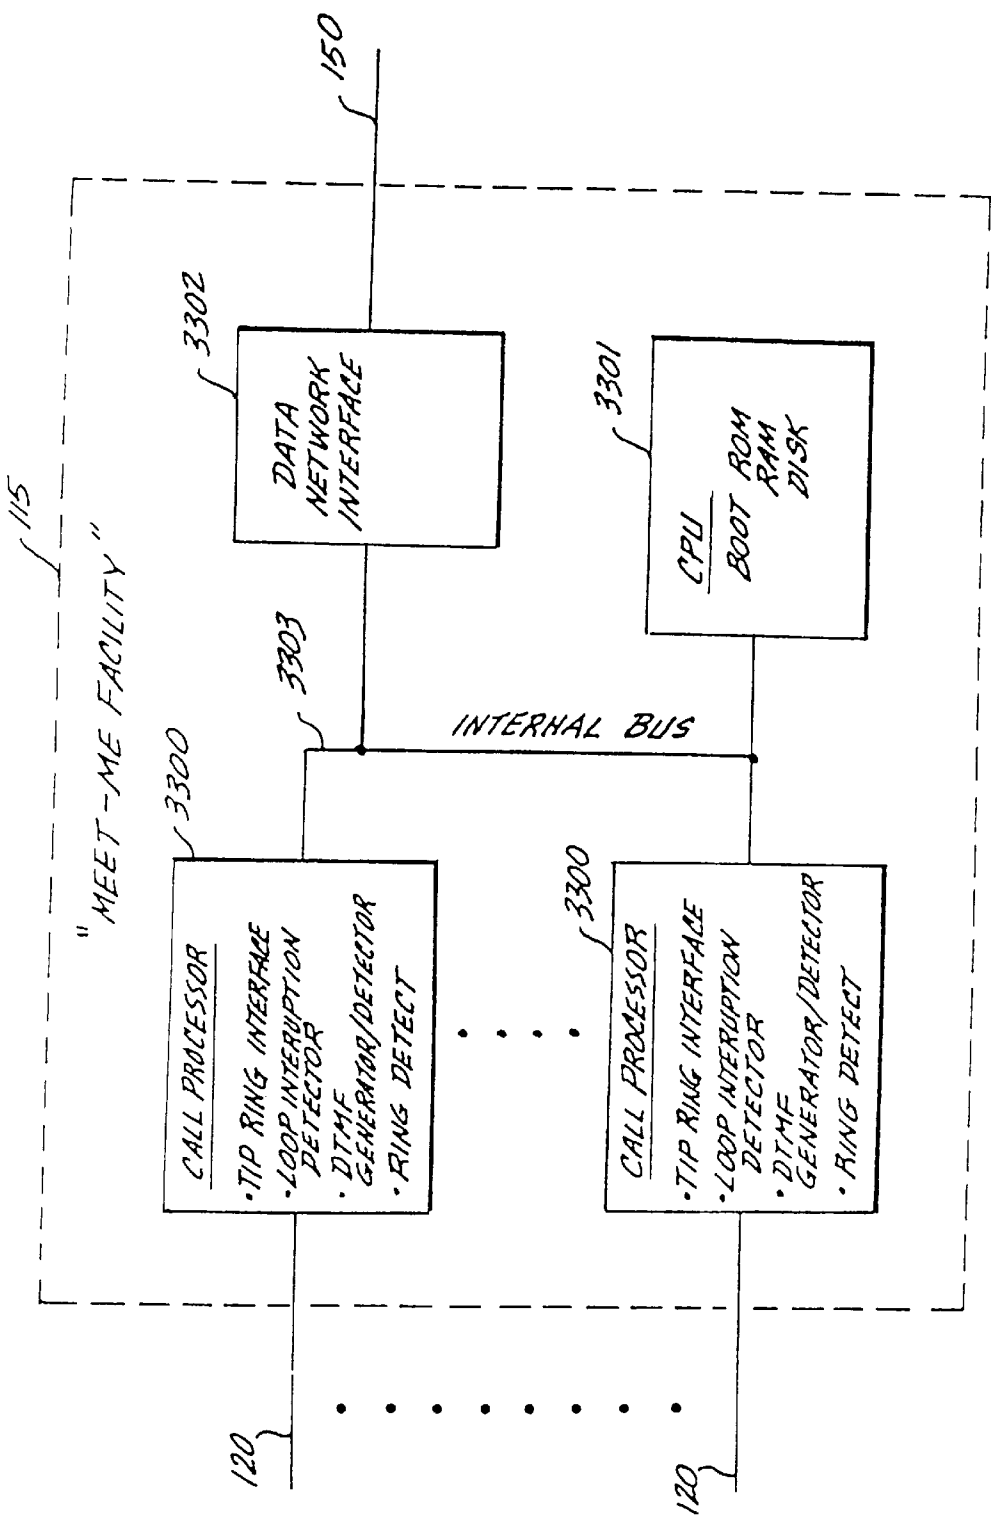 115
"MEET-ME FACILITY"
120
3300
CALL PROCESSOR
•TIP RING INTERFACE
•LOOP INTERUPTION
DETECTOR
• DTMF
GENERATOR/DETECTOR
• RING DETECT
3303
INTERNAL BUS
3302
DATA
NETWORK
INTERFACE
150
120
3300
CALL PROCESSOR
•TIP RING INTERFACE
•LOOP INTERRUPTION
DETECTOR
• DTMF
GENERATOR/DETECTOR
• RING DETECT
3301
CPU
BOOT ROM
RAM
DISK